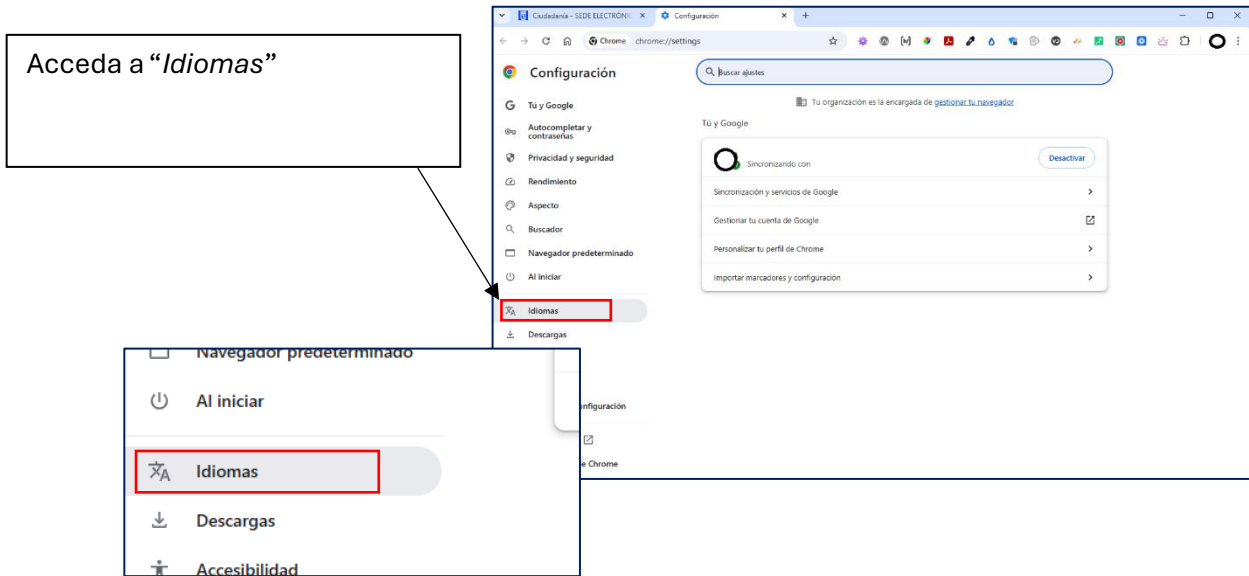 Acceda a “Idiomas”
Ciudadanía - SEDE ELECTRÓNIC
Configuración
Chrome
chrome://settings
Configuración
Buscar ajustes
Tu organización es la encargada de gestionar tu navegador
Tú y Google
Autocompletar y
contraseñas
Privacidad y seguridad
Rendimiento
Aspecto
Buscador
Navegador predeterminado
Al iniciar
Idiomas
Descargas
Tú y Google
Sincronizando con
Desactivar
Sincronización y servicios de Google
Gestionar tu cuenta de Google
Personalizar tu perfil de Chrome
Importar marcadores y configuración
nfiguración
e Chrome
Navegador predeterminado
Al iniciar
Idiomas
Descargas
Accesibilidad